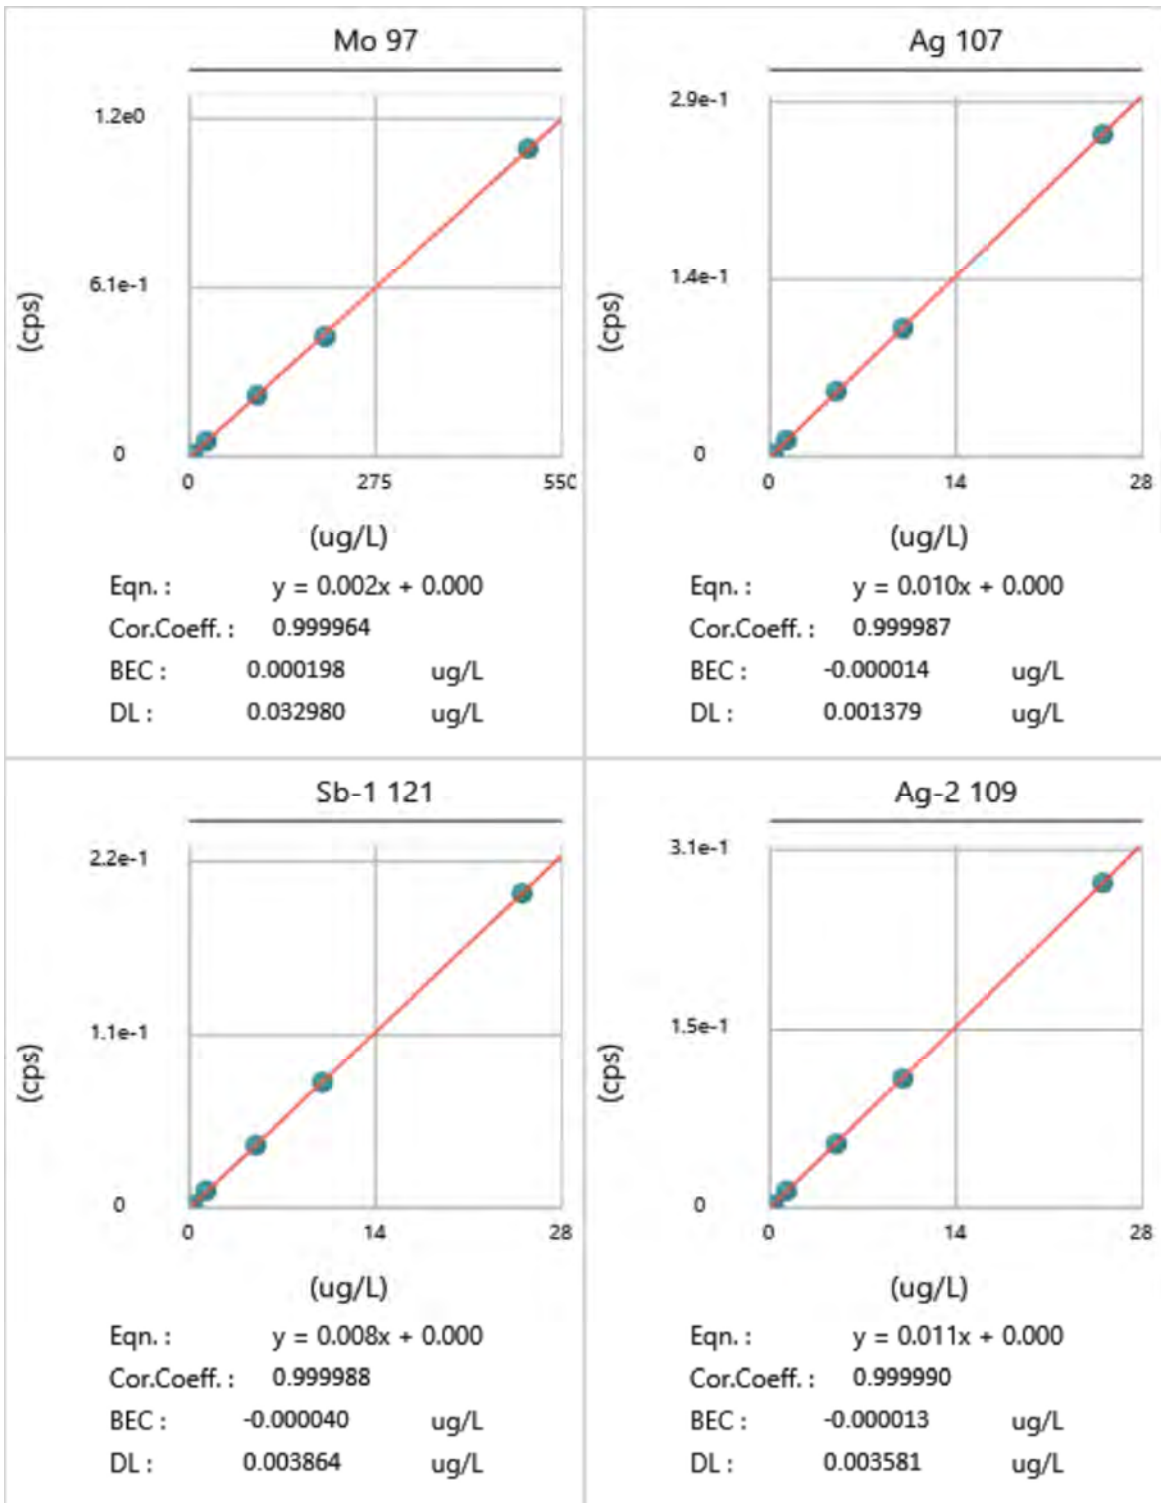 Mo 97
1.2e0
6.1e-1
0
(cps)
0 275 550
(ug/L)
Eqn. : y = 0.002x + 0.000
Cor.Coeff. : 0.999964
BEC : 0.000198 ug/L
DL : 0.032980 ug/L
Ag 107
2.9e-1
1.4e-1
0
(cps)
0 14 28
(ug/L)
Eqn. : y = 0.010x + 0.000
Cor.Coeff. : 0.999987
BEC : -0.000014 ug/L
DL : 0.001379 ug/L
Sb-1 121
2.2e-1
1.1e-1
0
(cps)
0 14 28
(ug/L)
Eqn. : y = 0.008x + 0.000
Cor.Coeff. : 0.999988
BEC : -0.000040 ug/L
DL : 0.003864 ug/L
Ag-2 109
3.1e-1
1.5e-1
0
(cps)
0 14 28
(ug/L)
Eqn. : y = 0.011x + 0.000
Cor.Coeff. : 0.999990
BEC : -0.000013 ug/L
DL : 0.003581 ug/L